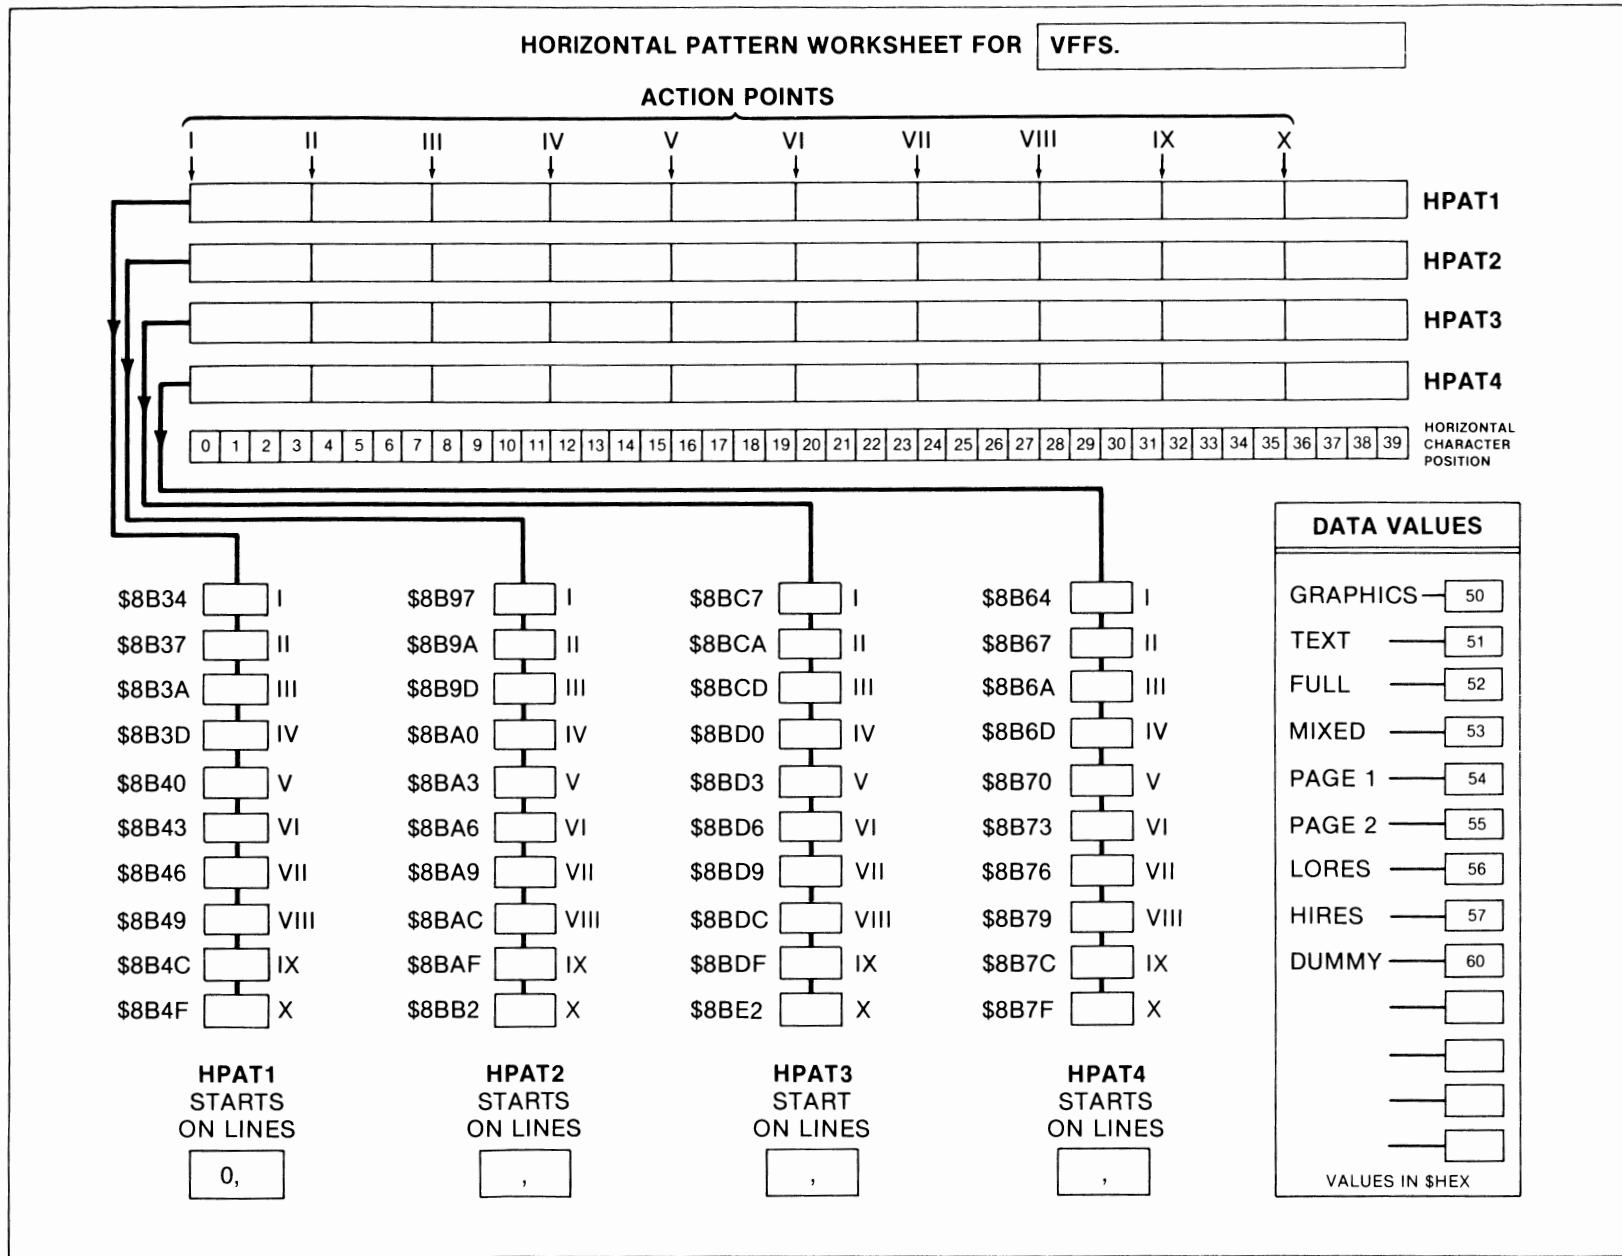 HORIZONTAL PATTERN WORKSHEET FOR VFFS.
ACTION POINTS
I II III IV V VI VII VIII IX X
HPAT1
HPAT2
HPAT3
HPAT4
0 1 2 3 4 5 6 7 8 9 10 11 12 13 14 15 16 17 18 19 20 21 22 23 24 25 26 27 28 29 30 31 32 33 34 35 36 37 38 39
HORIZONTAL
CHARACTER
POSITION
$8B34 I
$8B37 II
$8B3A III
$8B3D IV
$8B40 V
$8B43 VI
$8B46 VII
$8B49 VIII
$8B4C IX
$8B4F X
HPAT1
STARTS
ON LINES
0,
$8B97 I
$8B9A II
$8B9D III
$8BA0 IV
$8BA3 V
$8BA6 VI
$8BA9 VII
$8BAC VIII
$8BAF IX
$8BB2 X
HPAT2
STARTS
ON LINES
,
$8BC7 I
$8BCA II
$8BCD III
$8BD0 IV
$8BD3 V
$8BD6 VI
$8BD9 VII
$8BDC VIII
$8BDF IX
$8BE2 X
HPAT3
START
ON LINES
,
$8B64 I
$8B67 II
$8B6A III
$8B6D IV
$8B70 V
$8B73 VI
$8B76 VII
$8B79 VIII
$8B7C IX
$8B7F X
HPAT4
STARTS
ON LINES
,
DATA VALUES
GRAPHICS 50
TEXT 51
FULL 52
MIXED 53
PAGE 1 54
PAGE 2 55
LORES 56
HIRES 57
DUMMY 60
VALUES IN $HEX